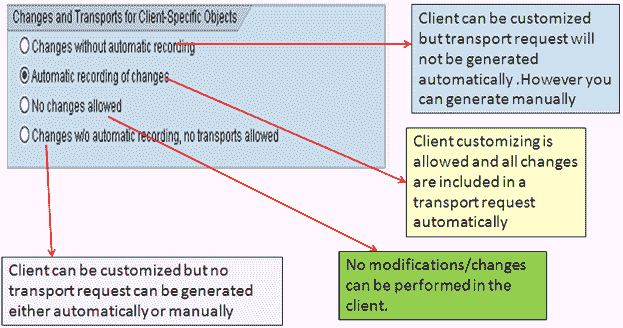 Changes and Transports for Client-Specific Objects
Changes without automatic recording
Automatic recording of changes
No changes allowed
Changes w/o automatic recording, no transports allowed
Client can be customized
but transport request will
not be generated
automatically .However you
can generate manually
Client customizing is
allowed and all changes
are included in a
transport request
automatically
No modifications/changes
can be performed in the
client.
Client can be customized but no
transport request can be generated
either automatically or manually